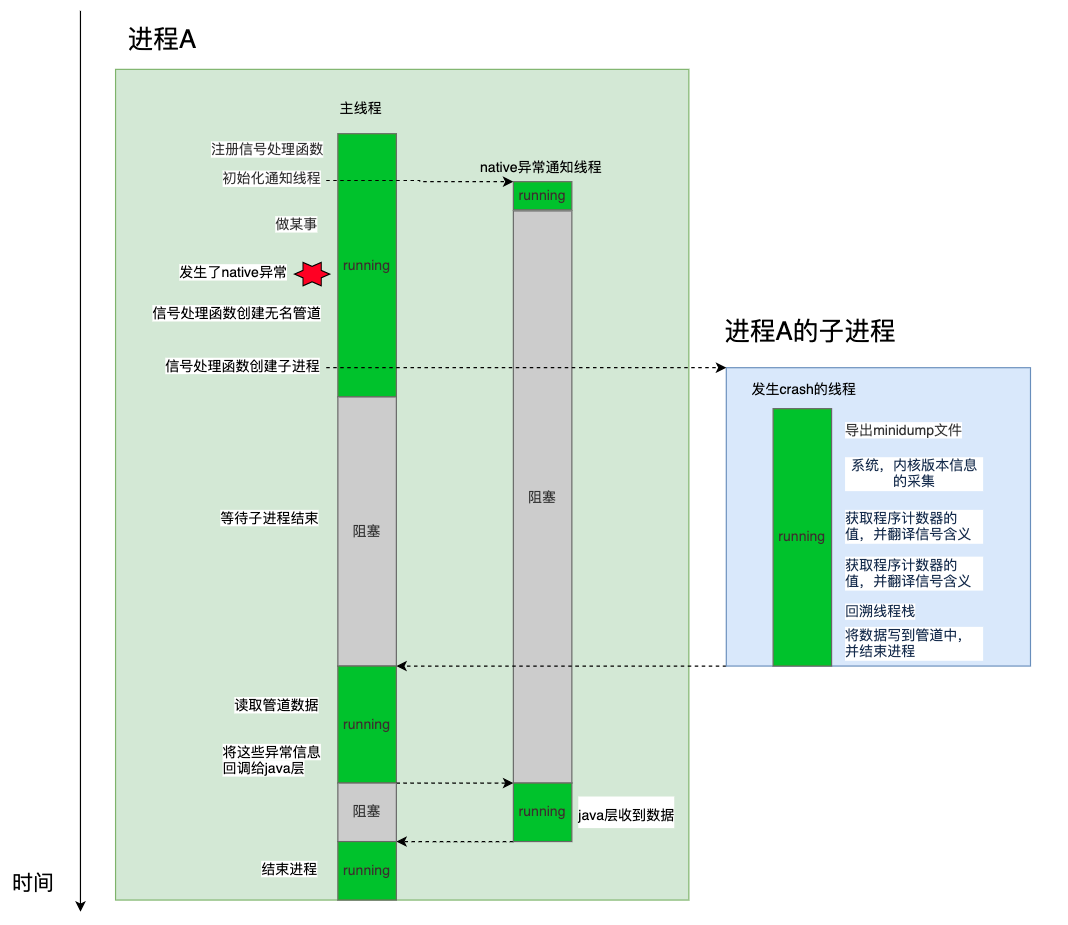 进程A
主线程
注册信号处理函数
native异常通知线程
初始化通知线程
running
做某事
running
发生了native异常
信号处理函数创建无名管道
进程A的子进程
信号处理函数创建子进程
发生crash的线程
导出minidump文件
系统，内核版本信息
的采集
阻塞
等待子进程结束
阻塞
获取程序计数器的
值，并翻译信号含义
running
获取程序计数器的
值，并翻译信号含义
回溯线程栈
将数据写到管道中，
并结束进程
读取管道数据
running
将这些异常信息
回调给java层
阻塞
running
java层收到数据
结束进程
running
时间